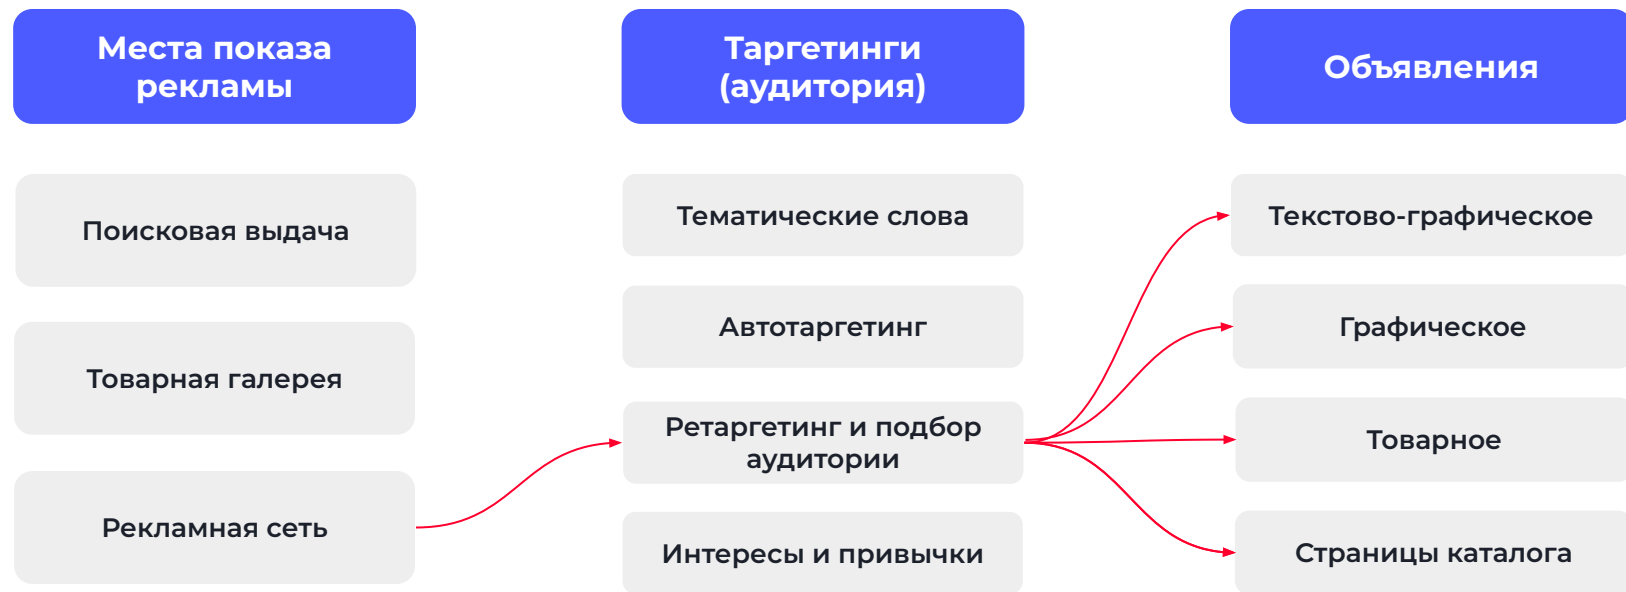 Места показа
рекламы
Таргетинги
(аудитория)
Объявления
Поисковая выдача
Товарная галерея
Рекламная сеть
Тематические слова
Автотаргетинг
Ретаргетинг и подбор
аудитории
Интересы и привычки
Текстово-графическое
Графическое
Товарное
Страницы каталога